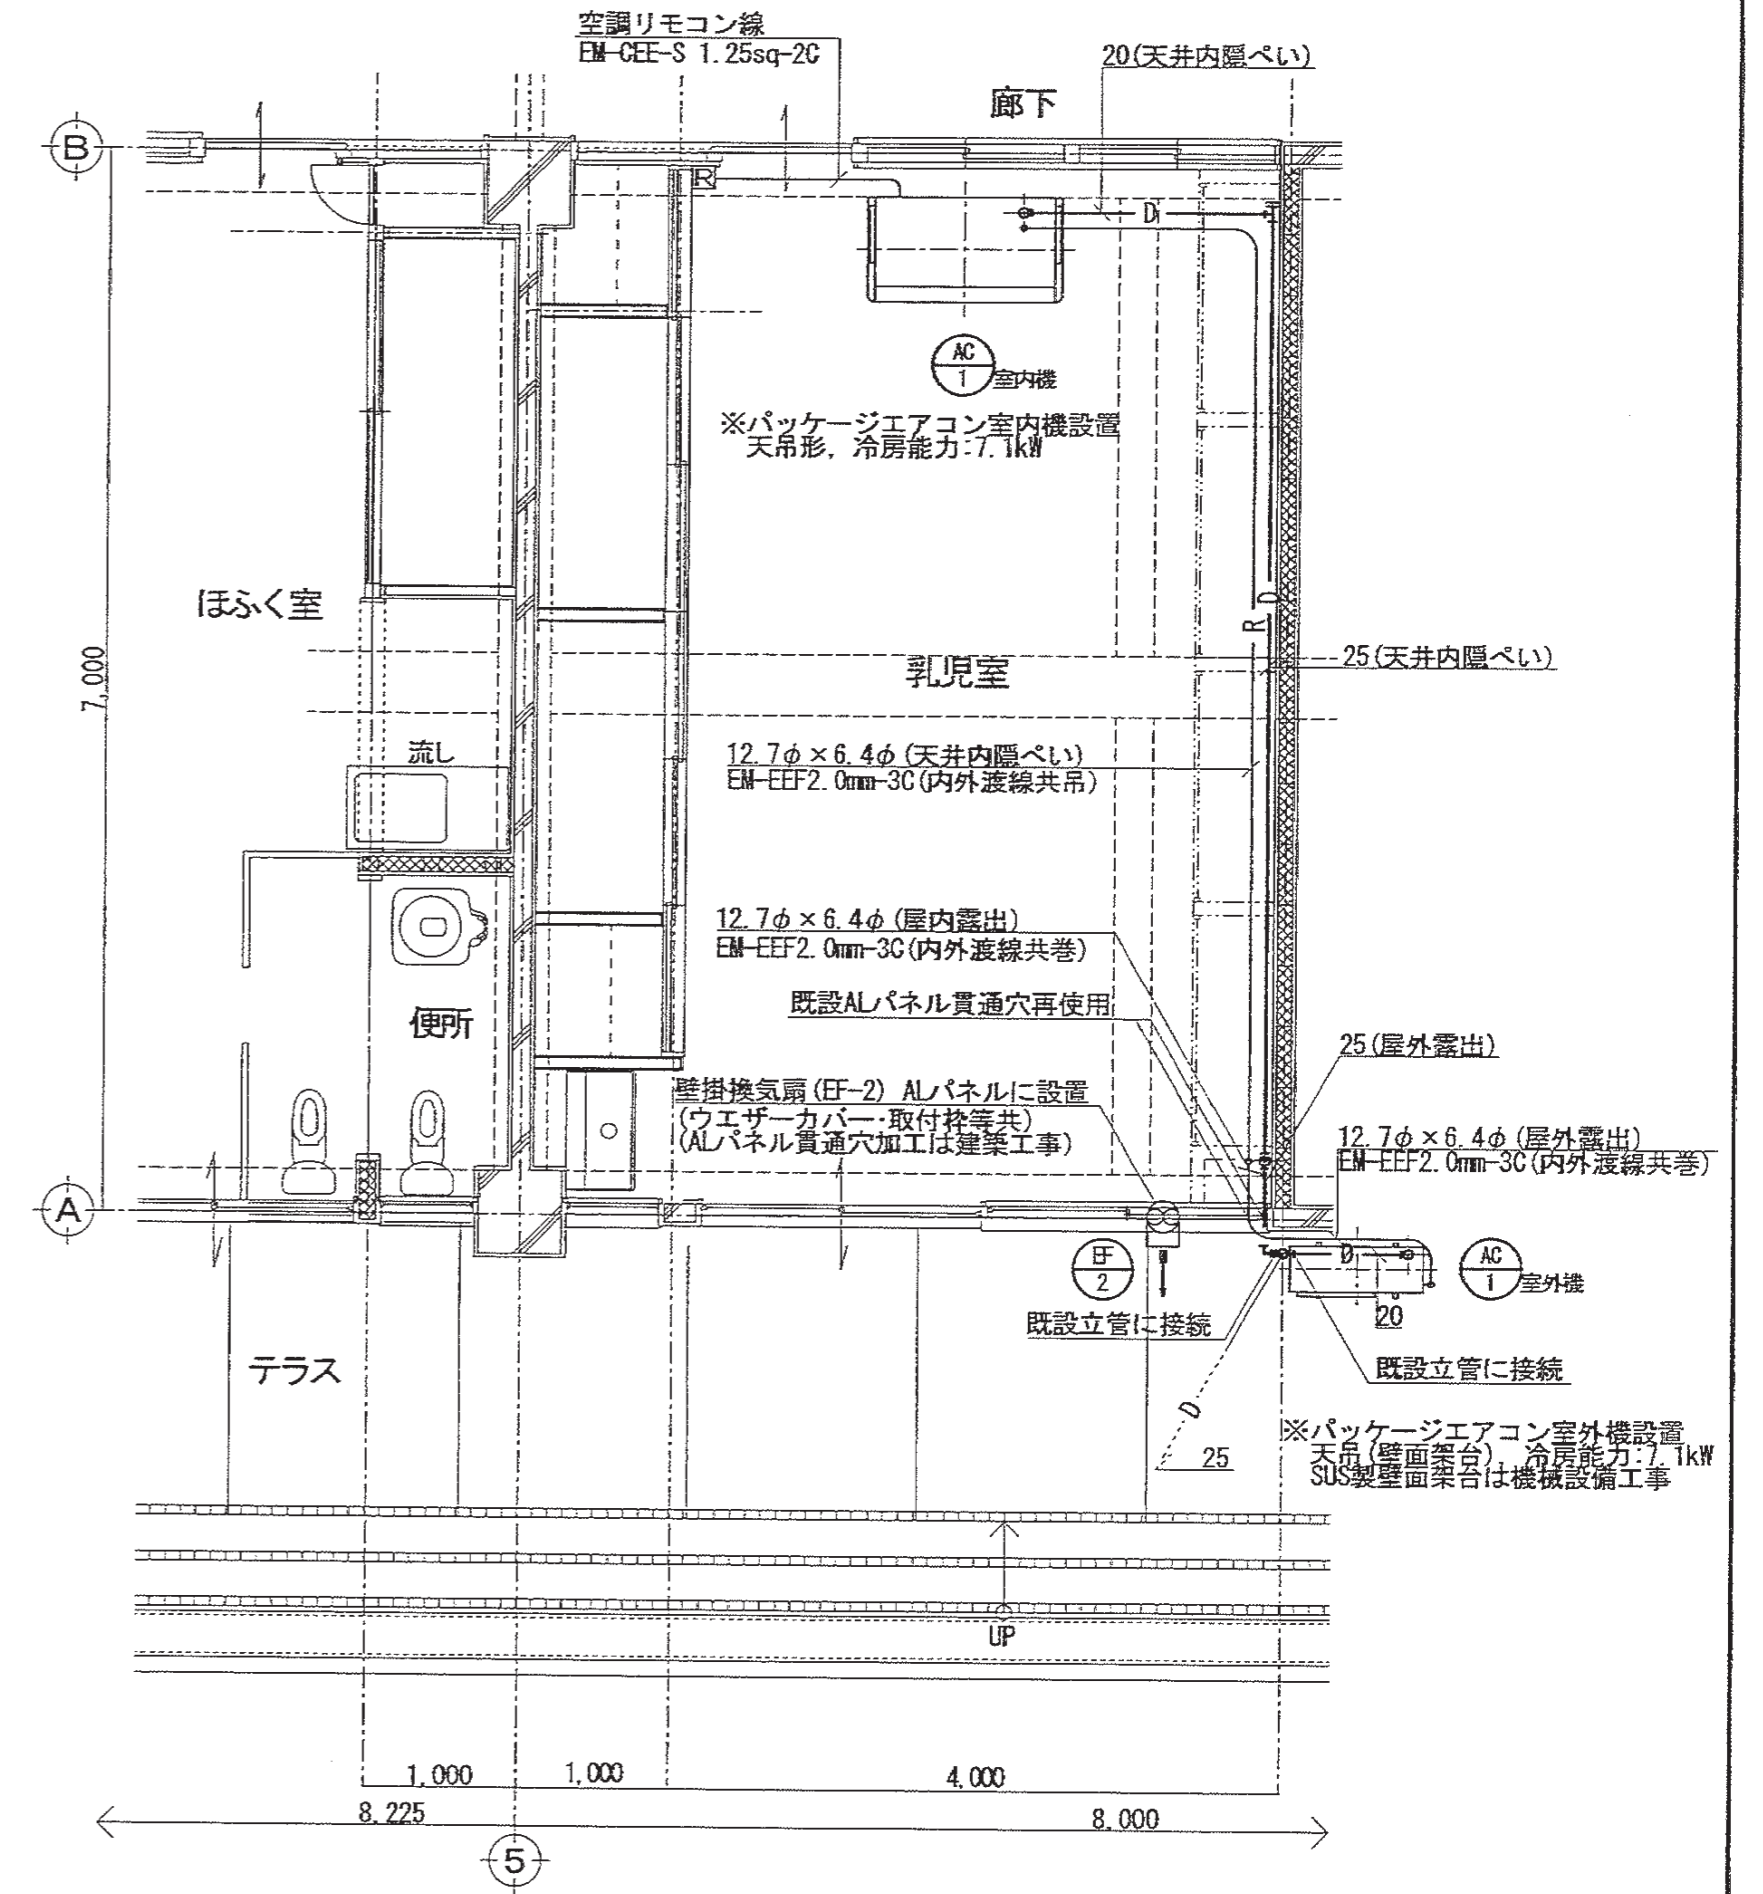 空調リモコン線
EM-CEE-S 1.25sq-2C
20(天井内隠ぺい)
廊下
B
R
D
AC
1
室内機
※パッケージエアコン室内機設置
天吊形, 冷房能力:7.1kW
ほふく室
7,000
D
R
25(天井内隠ぺい)
乳児室
流し
12.7φ×6.4φ(天井内隠ぺい)
EM-EEF2.0mm-3C(内外渡線共吊)
12.7φ×6.4φ(屋内露出)
EM-EEF2.0mm-3C(内外渡線共巻)
既設ALパネル貫通穴再使用
便所
25(屋外露出)
壁掛換気扇(EF-2) ALパネルに設置
(ウエザーカバー・取付枠等共)
(ALパネル貫通穴加工は建築工事)
12.7φ×6.4φ(屋外露出)
EM-EEF2.0mm-3C(内外渡線共巻)
A
EF
2
D
AC
1
室外機
20
既設立管に接続
既設立管に接続
テラス
D
25
※パッケージエアコン室外機設置
天吊(壁面架台), 冷房能力:7.1kW
SUS製壁面架台は機械設備工事
UP
1,000
1,000
4,000
8,225
8,000
5